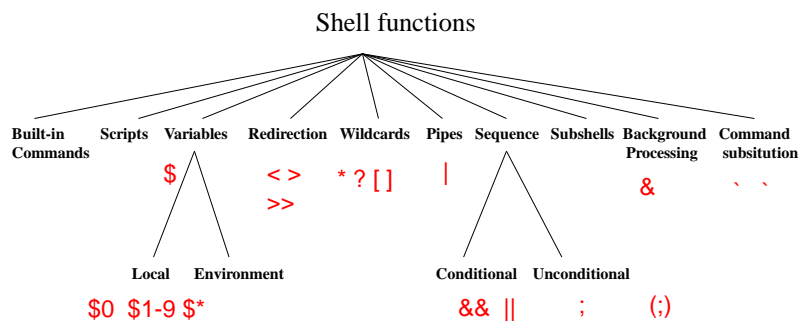 Shell functions
Built-in Scripts Variables Redirection Wildcards Pipes Sequence Subshells Background Command
Commands Processing subsitution
$ < > * ? [ ] | & ` `
>>
Local Environment Conditional Unconditional
$0 $1-9 $* && || ; (;)